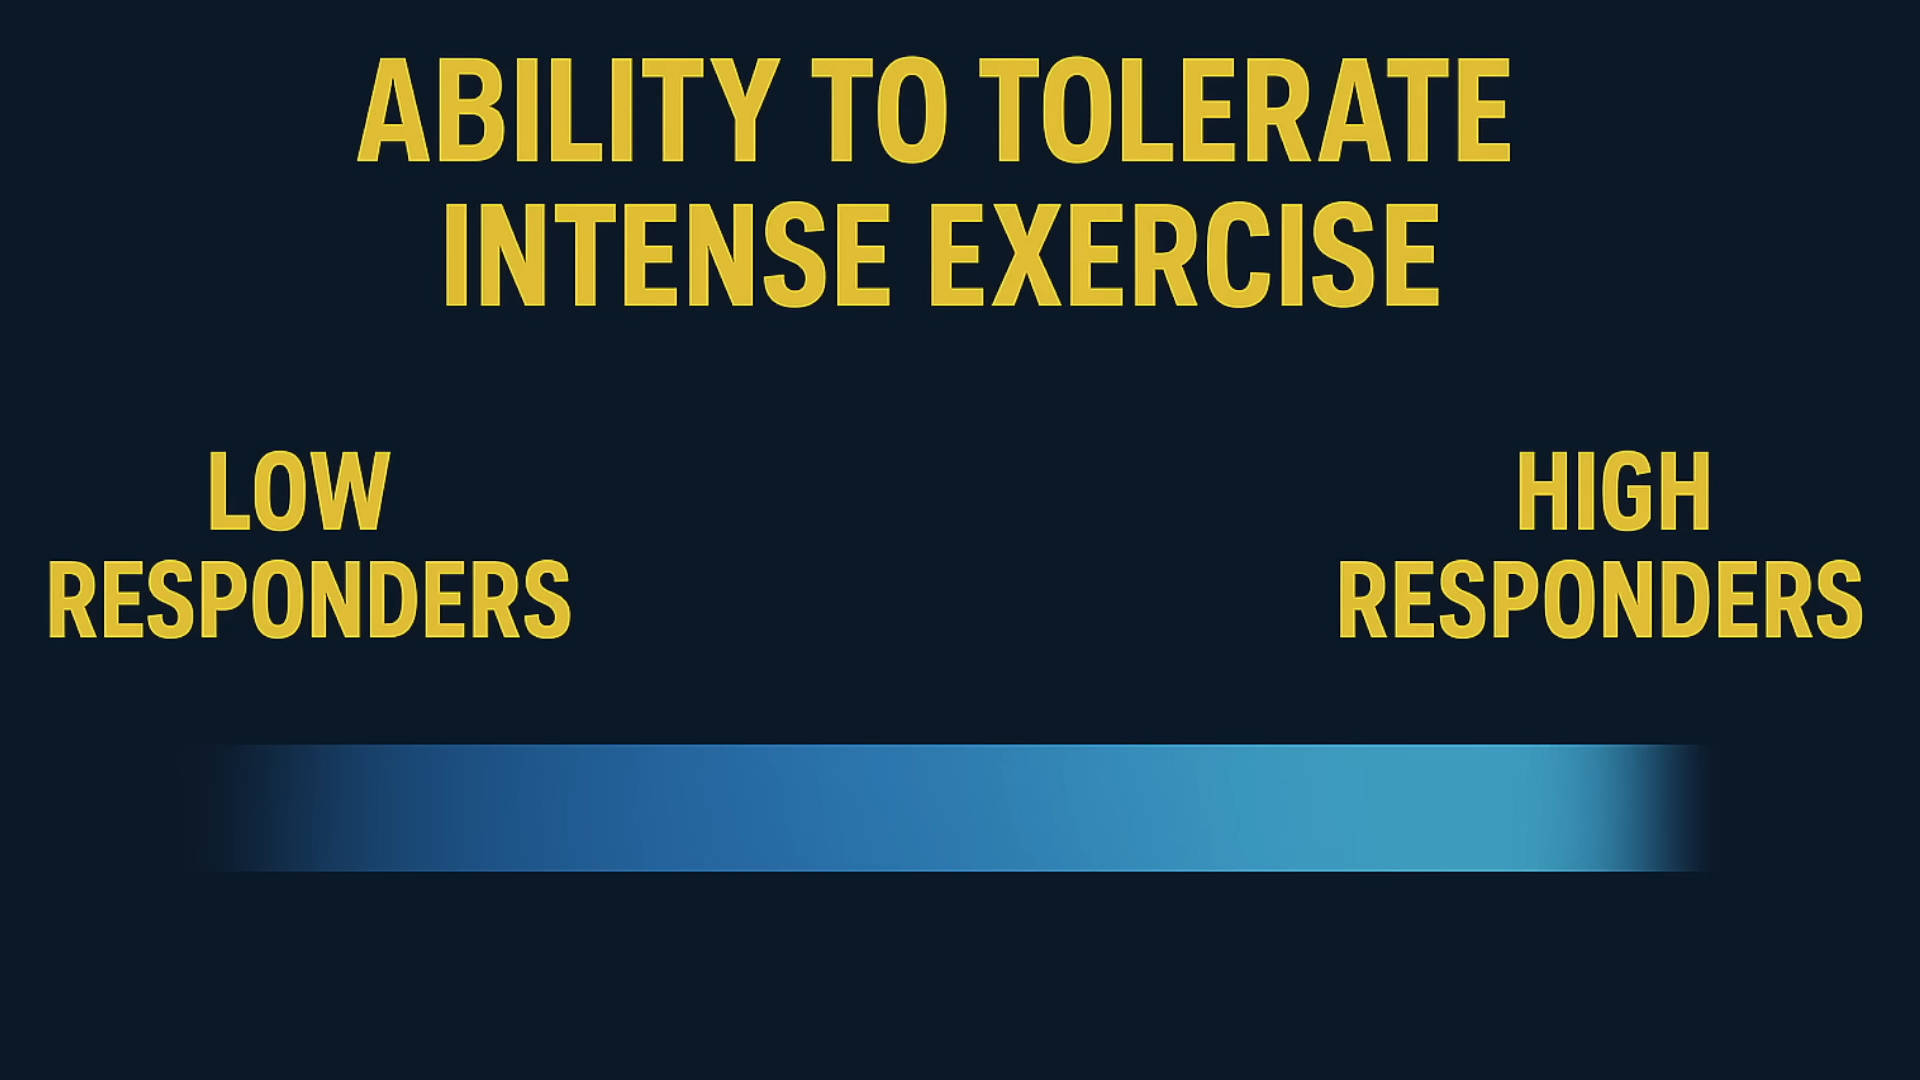 ABILITY TO TOLERATE
INTENSE EXERCISE
LOW
RESPONDERS
HIGH
RESPONDERS